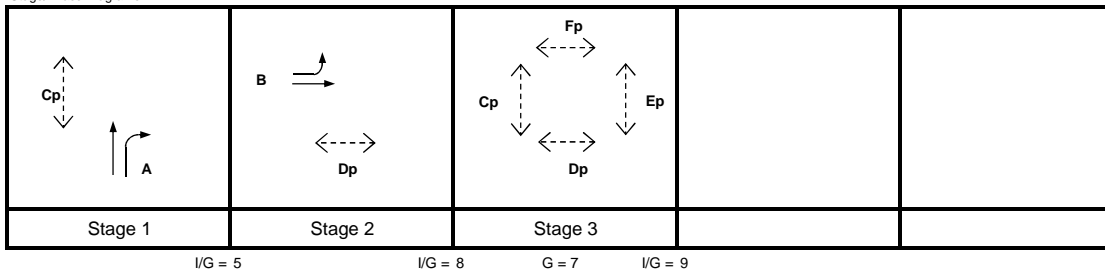 Fp
Cp
B
Cp
Ep
A
Dp
Dp
Stage 1
Stage 2
Stage 3
I/G = 5
I/G = 8
G = 7
I/G = 9